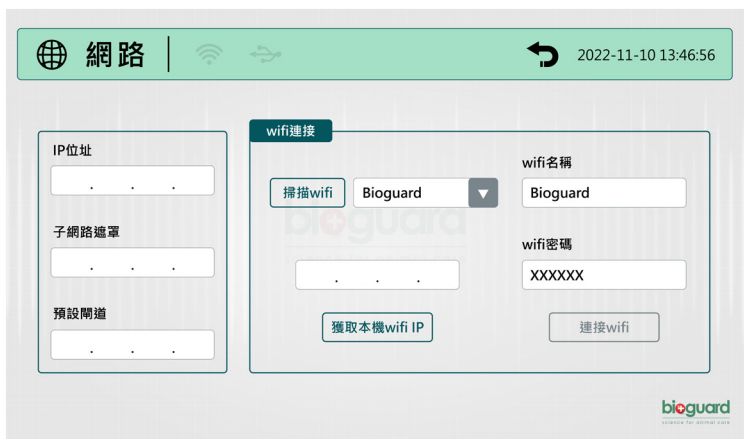 網路
2022-11-10 13:46:56
IP位址
. . .
子網路遮罩
. . .
預設閘道
. . .
wifi連接
掃描wifi
Bioguard
. . .
獲取本機wifi IP
wifi名稱
Bioguard
wifi密碼
XXXXXX
連接wifi
bioguard
bioguard
science for animal care